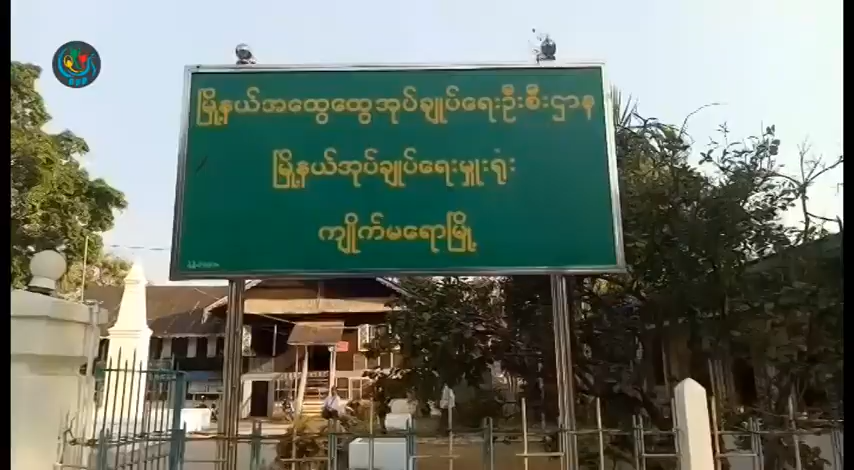 မြို့နယ်အထွေထွေအုပ်ချုပ်ရေးဦးစီးဌာန
မြို့နယ်အုပ်ချုပ်ရေးမှူးရုံး
ကျိုက်မရောမြို့